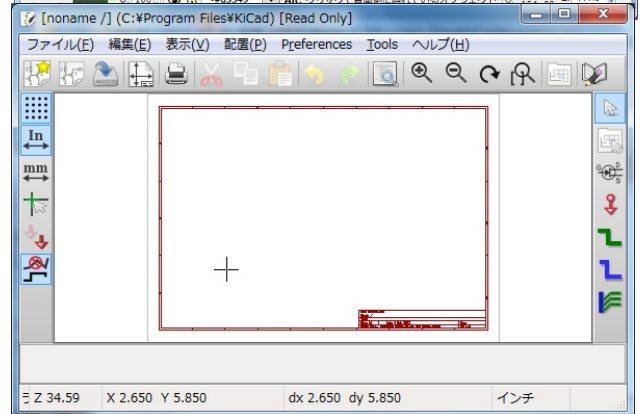 [noname /] (C:¥Program Files¥KiCad) [Read Only]
ファイル(F) 編集(E) 表示(V) 配置(P) Preferences Tools ヘルプ(H)
In
mm
Z 34.59 X 2.650 Y 5.850 dx 2.650 dy 5.850 インチ